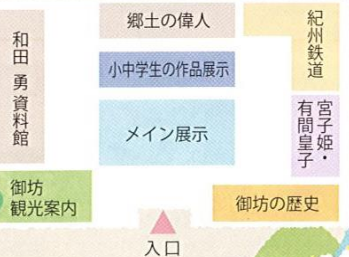 郷土の偉人
紀州鉄道
和田 勇 資料館
小中学生の作品展示
メイン展示
宮子姫・
有間皇子
御坊
観光案内
御坊の歴史
入口